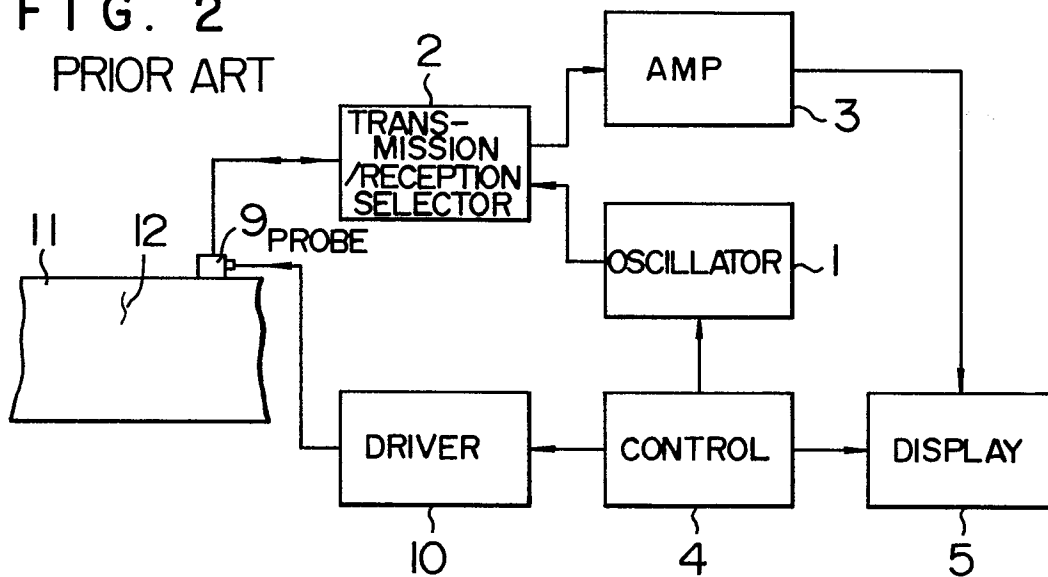 FIG. 2
PRIOR ART
2
TRANS-
MISSION
/RECEPTION
SELECTOR
AMP
3
11
12
9
PROBE
OSCILLATOR
1
DRIVER
CONTROL
DISPLAY
10
4
5